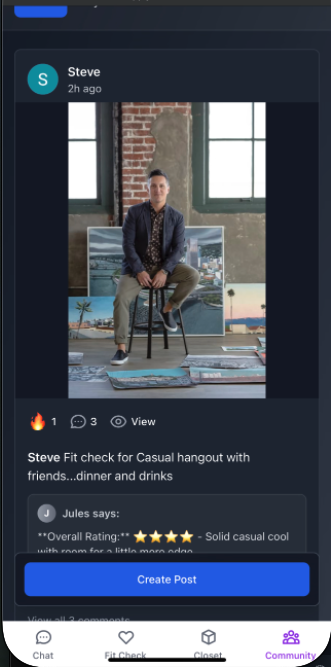 S
Steve
2h ago
🔥 1 3 View
Steve Fit check for Casual hangout with
friends...dinner and drinks
J Jules says:
**Overall Rating:** ⭐⭐⭐⭐ - Solid casual cool
with room for a little more edge
Create Post
View all 3 comments
Chat Fit Check Closet Community